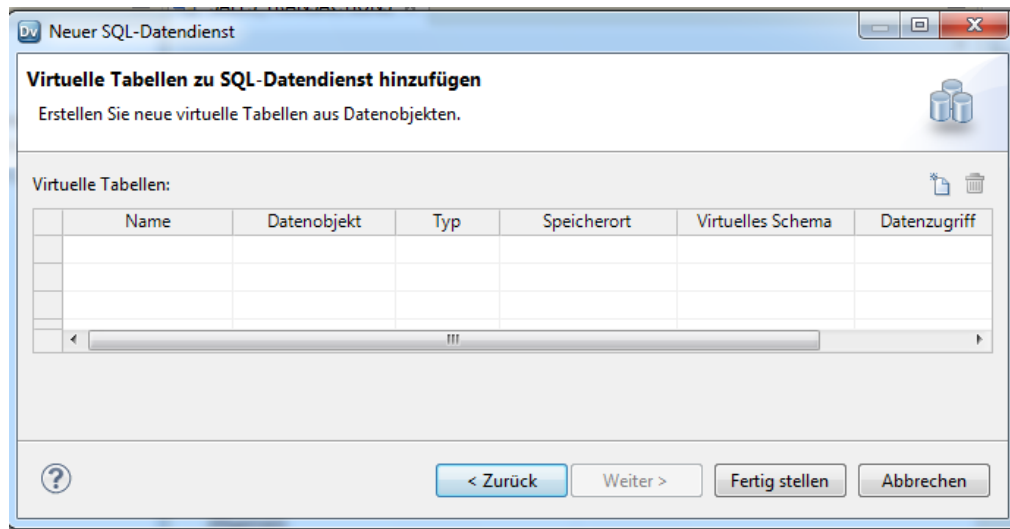 Dv Neuer SQL-Datendienst
Virtuelle Tabellen zu SQL-Datendienst hinzufügen
Erstellen Sie neue virtuelle Tabellen aus Datenobjekten.
Virtuelle Tabellen:
Name Datenobjekt Typ Speicherort Virtuelles Schema Datenzugriff
? < Zurück Weiter > Fertig stellen Abbrechen